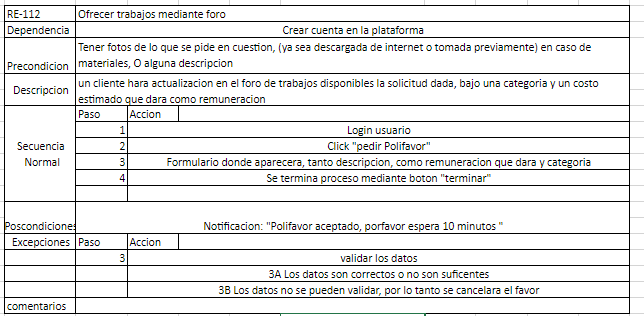 RE-112 Ofrecer trabajos mediante foro
Dependencia Crear cuenta en la plataforma
Tener fotos de lo que se pide en cuestion, (ya sea descargada de internet o tomada previamente) en caso de
Precondicion materiales, O alguna descripcion
Descripcion un cliente hara actualizacion en el foro de trabajos disponibles la solicitud dada, bajo una categoria y un costo
estimado que dara como remuneracion
Paso Accion
1 Login usuario
Secuencia 2 Click "pedir Polifavor"
Normal 3 Formulario donde aparecera, tanto descripcion, como remuneracion que dara y categoria
4 Se termina proceso mediante boton "terminar"
Poscondiciones Notificacion: "Polifavor aceptado, porfavor espera 10 minutos "
Excepciones Paso Accion
3 validar los datos
3A Los datos son correctos o no son suficentes
3B Los datos no se pueden validar, por lo tanto se cancelara el favor
comentarios